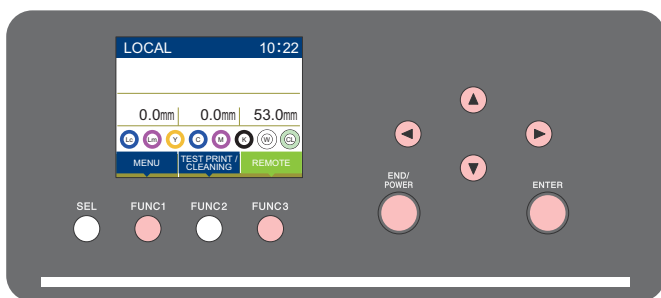 LOCAL 10:22
0.0mm 0.0mm 53.0mm
Lc Lm Y C M K W CL
MENU TEST PRINT / CLEANING REMOTE
SEL FUNC1 FUNC2 FUNC3
END/
POWER
ENTER